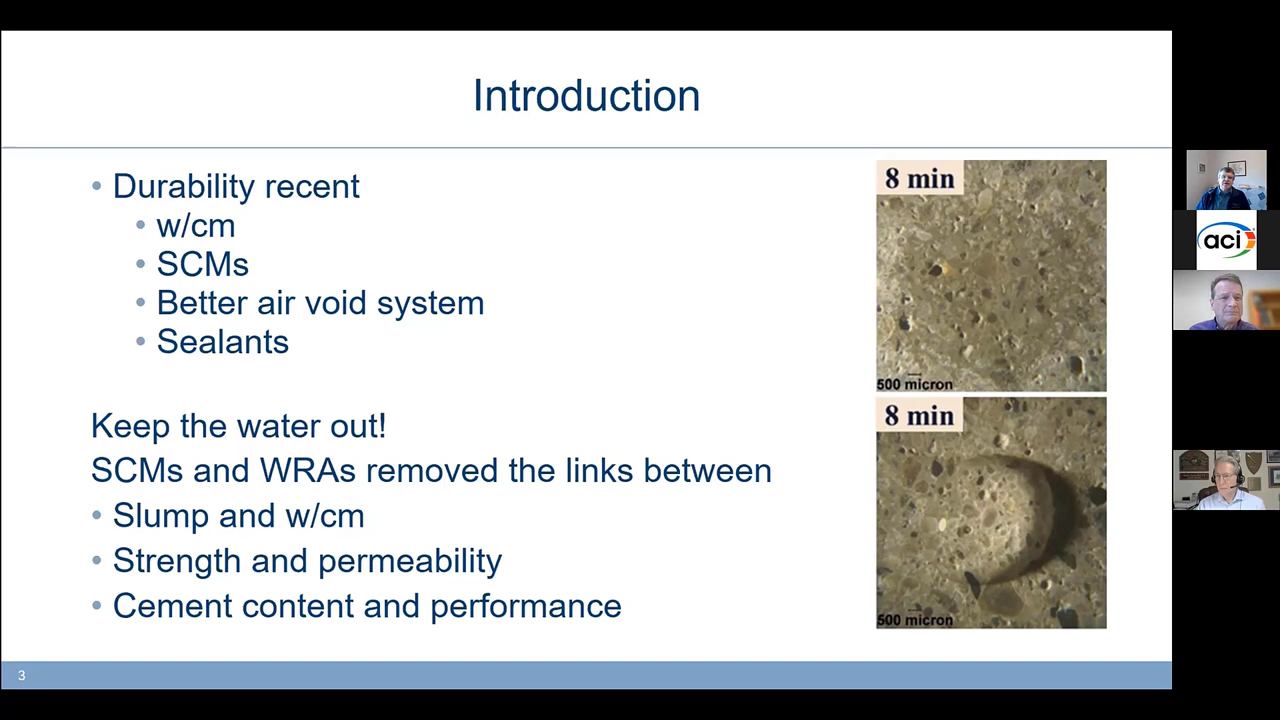 Introduction
• Durability recent
• w/cm
• SCMs
• Better air void system
• Sealants
Keep the water out!
SCMs and WRAs removed the links between
• Slump and w/cm
• Strength and permeability
• Cement content and performance
8 min
500 micron
8 min
500 micron
3
aci